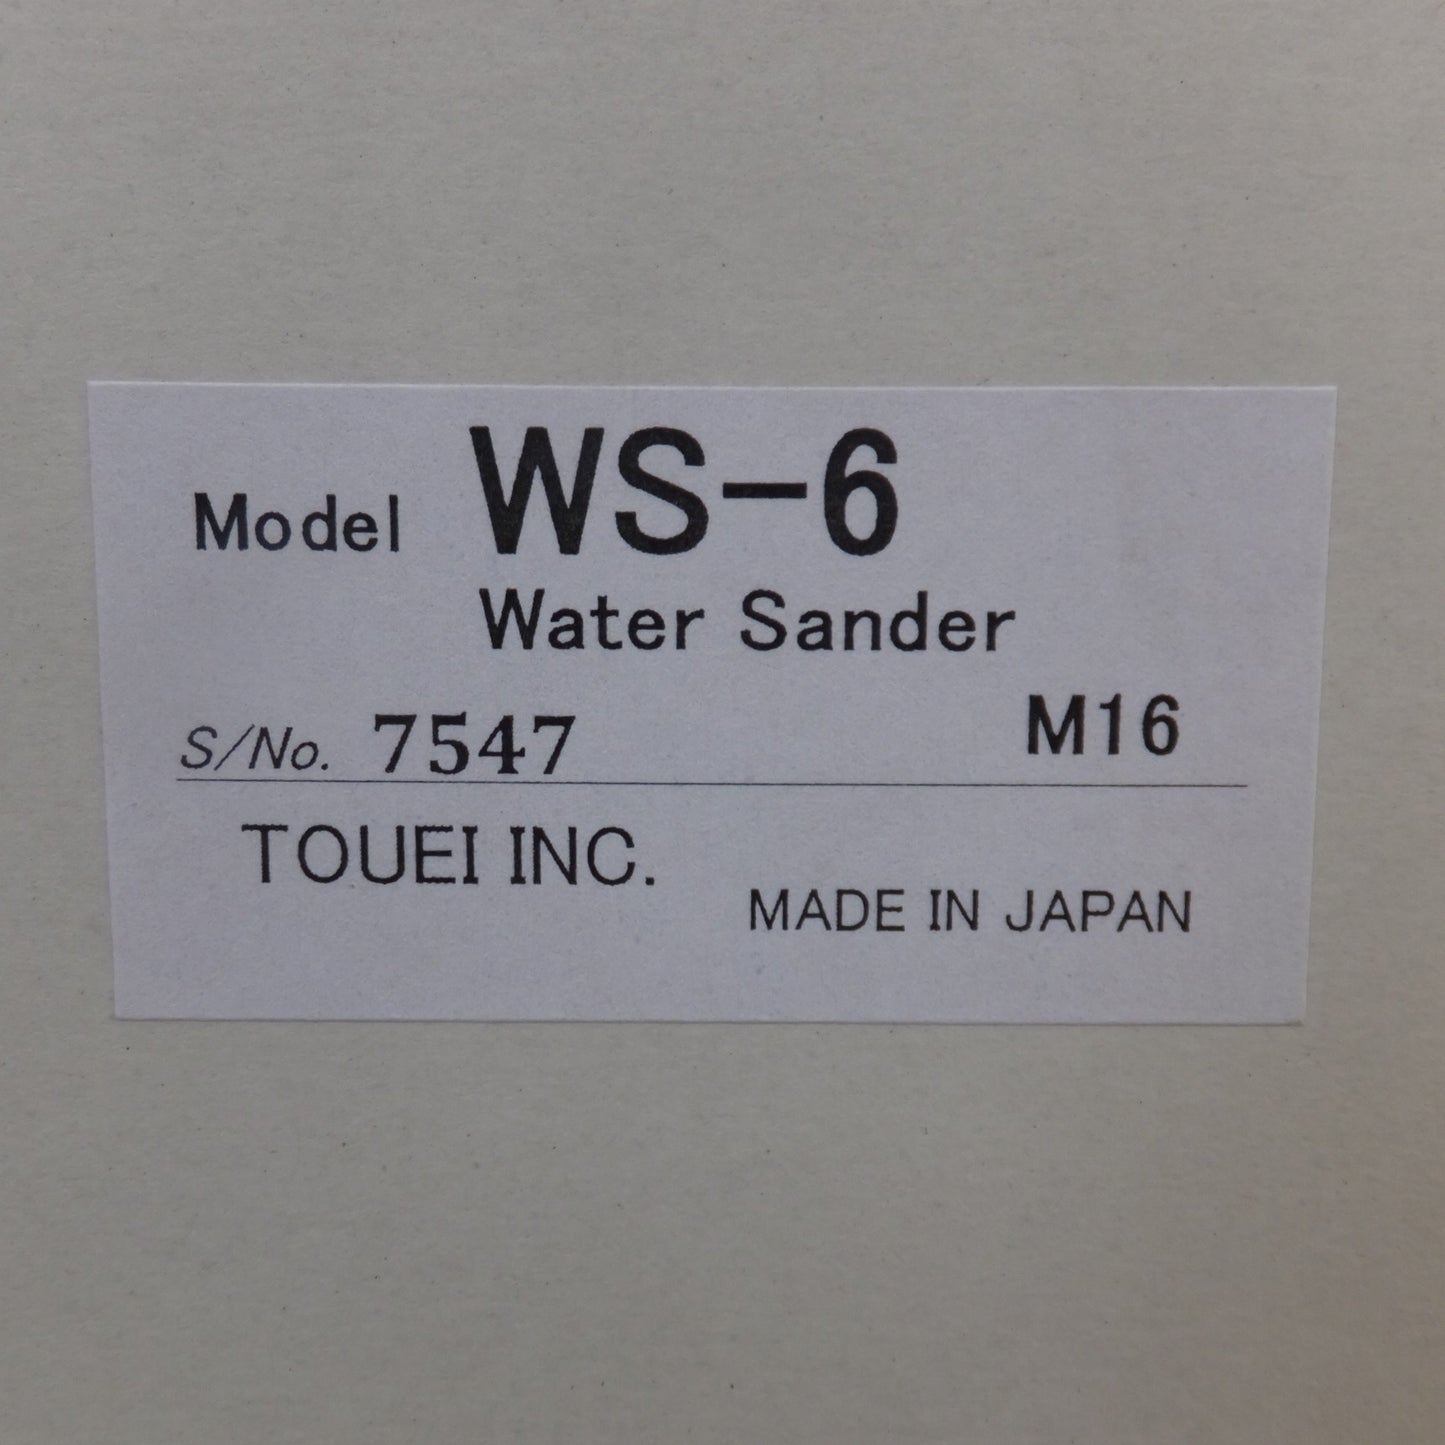 Model WS-6
Water Sander
S/No. 7547 M16
TOUEI INC.
MADE IN JAPAN